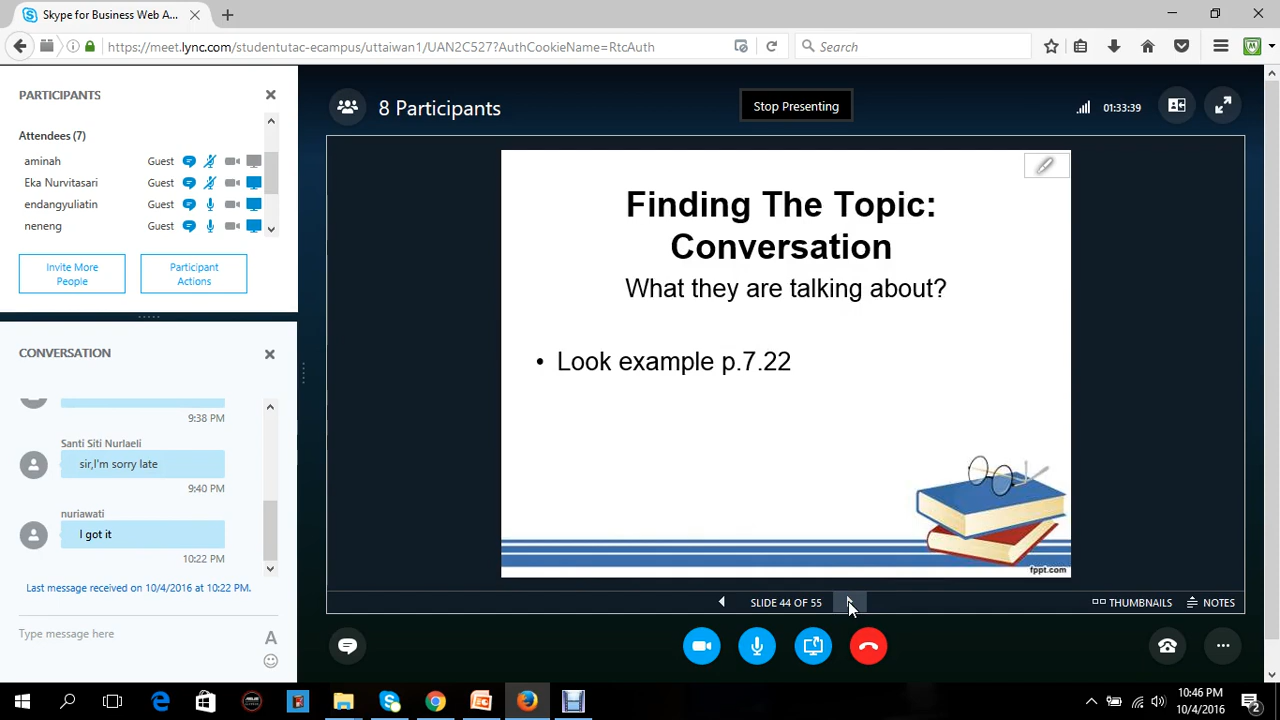 Skype for Business Web A...
https://meet.lync.com/studentutac-ecampus/uttaiwan1/UAN2C527?AuthCookieName=RtcAuth
Search
PARTICIPANTS
Attendees (7)
aminah Guest
Eka Nurvitasari Guest
endangyuliatin Guest
neneng Guest
Invite More
People
Participant
Actions
CONVERSATION
9:38 PM
Santi Siti Nurlaeli
sir,I'm sorry late
9:40 PM
nuriawati
I got it
10:22 PM
Last message received on 10/4/2016 at 10:22 PM.
Type message here
A
8 Participants
Stop Presenting
01:33:39
Finding The Topic:
Conversation
What they are talking about?
• Look example p.7.22
fppt.com
SLIDE 44 OF 55
THUMBNAILS
NOTES
10:46 PM
10/4/2016
2